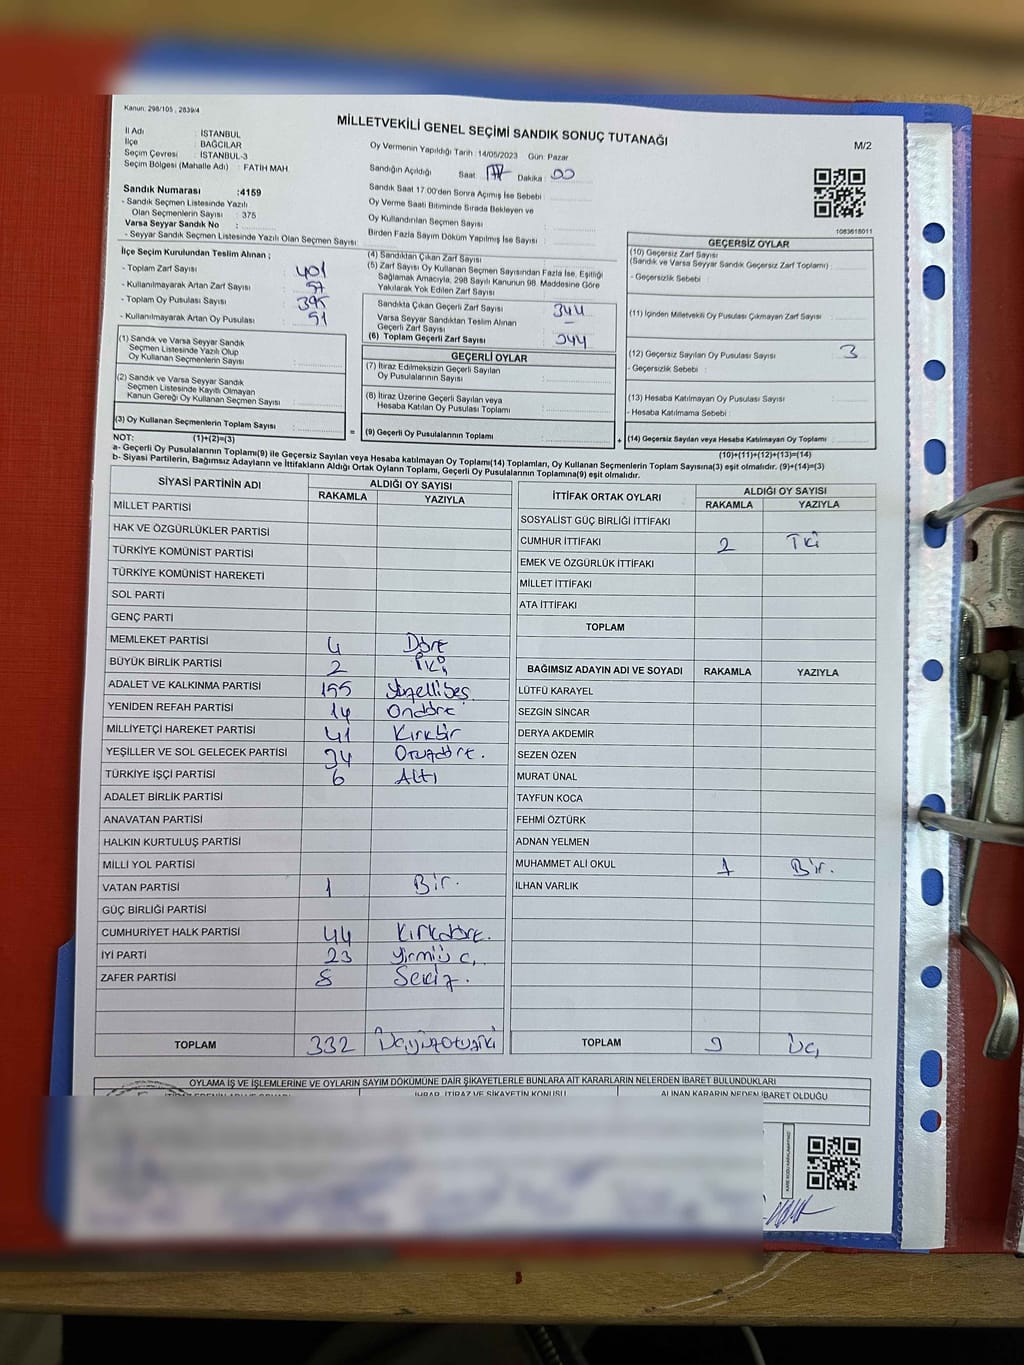 Kanun: 298/105 , 2839/4
MİLLETVEKİLİ GENEL SEÇİMİ SANDIK SONUÇ TUTANAĞI
M/2
İl Adı : İSTANBUL
İlçe : BAĞCILAR
Seçim Çevresi : İSTANBUL-3
Seçim Bölgesi (Mahalle Adı) : FATİH MAH.
Sandık Numarası :4159
- Sandık Seçmen Listesinde Yazılı
Olan Seçmenlerin Sayısı : 375
Varsa Seyyar Sandık No :
- Seyyar Sandık Seçmen Listesinde Yazılı Olan Seçmen Sayısı:
Oy Vermenin Yapıldığı Tarih :14/05/2023 Gün: Pazar
Sandığın Açıldığı Saat : 17 Dakika : 00
Sandık Saat 17.00'den Sonra Açımış İse Sebebi :
Oy Verme Saati Bitiminde Sırada Bekleyen ve
Oy Kullandırılan Seçmen Sayısı :
Birden Fazla Sayım Döküm Yapılmış İse Sayısı :
1083618011
İlçe Seçim Kurulundan Teslim Alınan ;
- Toplam Zarf Sayısı : 401
- Kullanılmayarak Artan Zarf Sayısı : 57
- Toplam Oy Pusulası Sayısı : 395
- Kullanılmayarak Artan Oy Pusulası : 51
(1) Sandık ve Varsa Seyyar Sandık
Seçmen Listesinde Yazılı Olup
Oy Kullanan Seçmenlerin Sayısı :
(2) Sandık ve Varsa Seyyar Sandık
Seçmen Listesinde Kayıtlı Olmayan
Kanun Gereği Oy Kullanan Seçmen Sayısı :
(3) Oy Kullanan Seçmenlerin Toplam Sayısı :
(4) Sandıktan Çıkan Zarf Sayısı :
(5) Zarf Sayısı Oy Kullanan Seçmen Sayısından Fazla İse, Eşitliği
Sağlamak Amacıyla, 298 Sayılı Kanunun 98. Maddesine Göre
Yakılarak Yok Edilen Zarf Sayısı :
Sandıkta Çıkan Geçerli Zarf Sayısı : 344
Varsa Seyyar Sandıktan Teslim Alınan
Geçerli Zarf Sayısı : –
(6) Toplam Geçerli Zarf Sayısı : 344
GEÇERLİ OYLAR
(7) İtiraz Edilmeksizin Geçerli Sayılan
Oy Pusulalarının Sayısı :
(8) İtiraz Üzerine Geçerli Sayılan veya
Hesaba Katılan Oy Pusulası Toplamı :
= (9) Geçerli Oy Pusulalarının Toplamı :
GEÇERSİZ OYLAR
(10) Geçersiz Zarf Sayısı
(Sandık ve Varsa Seyyar Sandık Geçersiz Zarf Toplamı) :
- Geçersizlik Sebebi :
(11) İçinden Milletvekili Oy Pusulası Çıkmayan Zarf Sayısı :
(12) Geçersiz Sayılan Oy Pusulası Sayısı : 3
- Geçersizlik Sebebi :
(13) Hesaba Katılmayan Oy Pusulası Sayısı :
- Hesaba Katılmama Sebebi :
+ (14) Geçersiz Sayılan veya Hesaba Katılmayan Oy Toplamı :
NOT: (1)+(2)=(3)
(10)+(11)+(12)+(13)=(14)
a- Geçerli Oy Pusulasının Toplamı(9) ile Geçersiz Sayılan veya Hesaba Katılmayan Oy Toplamı(14) Toplamları, Oy Kullanan Seçmenlerin Toplam Sayısına(3) eşit olmalıdır. (9)+(14)=(3)
b- Siyasi Partilerin, Bağımsız Adayların ve İttifakların Aldığı Ortak Oyların Toplamı, Geçerli Oy Pusulalarının Toplamına(9) eşit olmalıdır.
SİYASİ PARTİNİN ADI
ALDIĞI OY SAYISI
RAKAMLA YAZIYLA
MİLLET PARTİSİ
HAK VE ÖZGÜRLÜKLER PARTİSİ
TÜRKİYE KOMÜNİST PARTİSİ
TÜRKİYE KOMÜNİST HAREKETİ
SOL PARTİ
GENÇ PARTİ
MEMLEKET PARTİSİ 4 Dört
BÜYÜK BİRLİK PARTİSİ 2 İki
ADALET VE KALKINMA PARTİSİ 155 Yüzellibeş
YENİDEN REFAH PARTİSİ 14 Ondört
MİLLİYETÇİ HAREKET PARTİSİ 41 Kırkbir
YEŞİLLER VE SOL GELECEK PARTİSİ 34 Otuzdört.
TÜRKİYE İŞÇİ PARTİSİ 6 Altı
ADALET BİRLİK PARTİSİ
ANAVATAN PARTİSİ
HALKIN KURTULUŞ PARTİSİ
MİLLİ YOL PARTİSİ
VATAN PARTİSİ 1 Bir.
GÜÇ BİRLİĞİ PARTİSİ
CUMHURİYET HALK PARTİSİ 44 Kırkdört.
İYİ PARTİ 23 Yirmiüç.
ZAFER PARTİSİ 8 Sekiz.
TOPLAM 332 Üçyüzotuziki
İTTİFAK ORTAK OYLARI
ALDIĞI OY SAYISI
RAKAMLA YAZIYLA
SOSYALİST GÜÇ BİRLİĞİ İTTİFAKI
CUMHUR İTTİFAKI 2 İki
EMEK VE ÖZGÜRLÜK İTTİFAKI
MİLLET İTTİFAKI
ATA İTTİFAKI
TOPLAM
BAĞIMSIZ ADAYIN ADI VE SOYADI RAKAMLA YAZIYLA
LÜTFÜ KARAYEL
SEZGİN SİNCAR
DERYA AKDEMİR
SEZEN ÖZEN
MURAT ÜNAL
TAYFUN KOCA
FEHMİ ÖZTÜRK
ADNAN YELMEN
MUHAMMET ALİ OKUL 1 Bir.
İLHAN VARLIK
TOPLAM 3 Üç
OYLAMA İŞ VE İŞLEMLERİNE VE OYLARIN SAYIM DÖKÜMÜNE DAİR ŞİKAYETLERLE BUNLARA AİT KARARLARIN NELERDEN İBARET BULUNDUKLARI
İHBAR, İTİRAZ VE ŞİKAYETİN KONUSU
ALINAN KARARIN NEDEN İBARET OLDUĞU